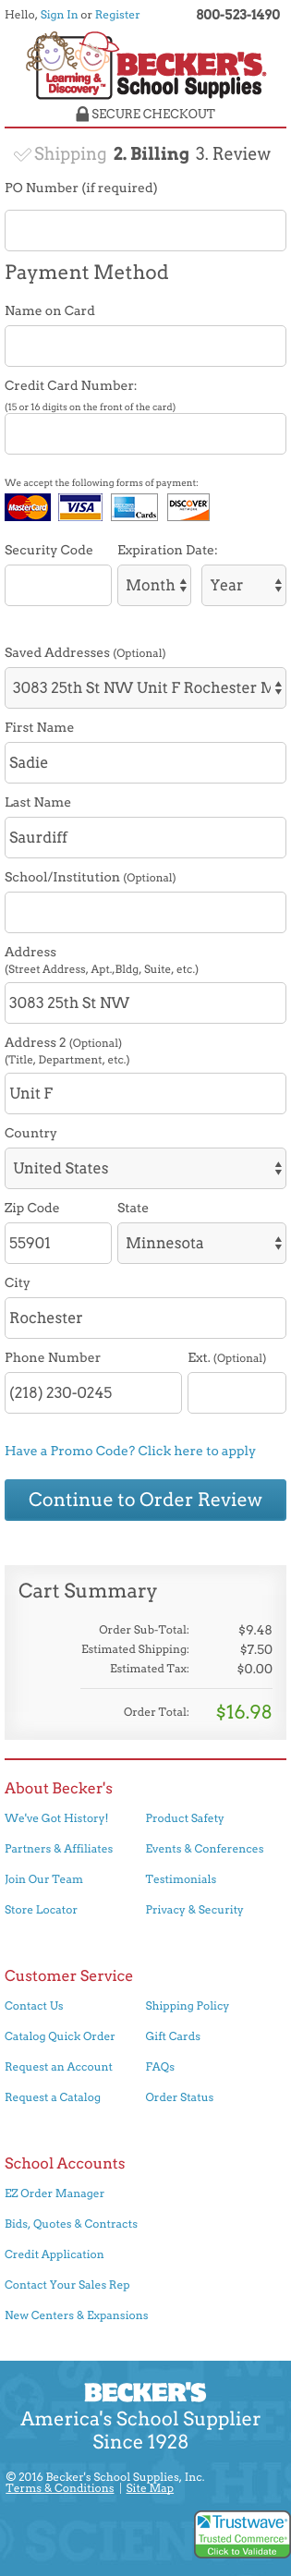 Hello, Sign In or Register 800-523-1490
Learning & Discovery™ BECKER'S School Supplies®
SECURE CHECKOUT
Shipping 2. Billing 3. Review
PO Number (if required)
Payment Method
Name on Card
Credit Card Number:
(15 or 16 digits on the front of the card)
We accept the following forms of payment:
MasterCard VISA AMERICAN EXPRESS Cards DISCOVER NETWORK
Security Code Expiration Date:
Month Year
Saved Addresses (Optional)
3083 25th St NW Unit F Rochester M
First Name
Sadie
Last Name
Saurdiff
School/Institution (Optional)
Address
(Street Address, Apt.,Bldg, Suite, etc.)
3083 25th St NW
Address 2 (Optional)
(Title, Department, etc.)
Unit F
Country
United States
Zip Code State
55901 Minnesota
City
Rochester
Phone Number Ext. (Optional)
(218) 230-0245
Have a Promo Code? Click here to apply
Continue to Order Review
Cart Summary
Order Sub-Total: $9.48
Estimated Shipping: $7.50
Estimated Tax: $0.00
Order Total: $16.98
About Becker's
We've Got History! Product Safety
Partners & Affiliates Events & Conferences
Join Our Team Testimonials
Store Locator Privacy & Security
Customer Service
Contact Us Shipping Policy
Catalog Quick Order Gift Cards
Request an Account FAQs
Request a Catalog Order Status
School Accounts
EZ Order Manager
Bids, Quotes & Contracts
Credit Application
Contact Your Sales Rep
New Centers & Expansions
BECKER'S
America's School Supplier
Since 1928
© 2016 Becker's School Supplies, Inc.
Terms & Conditions | Site Map
Trustwave®
Trusted Commerce®
Click to Validate